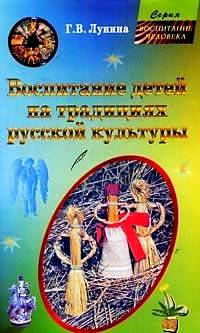 Г.В. Лунина
Серия
ВОСПИТАНИЕ
ЧЕЛОВЕКА
Воспитание детей
на традициях
русской культуры